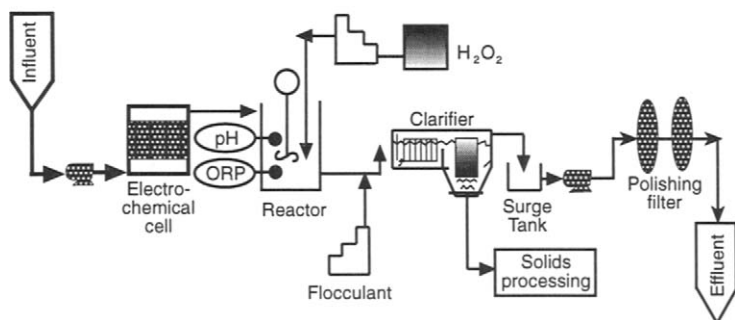 Influent
H₂O₂
Clarifier
pH
ORP
Electro-
chemical
cell
Reactor
Flocculant
Surge
Tank
Polishing
filter
Solids
processing
Effluent